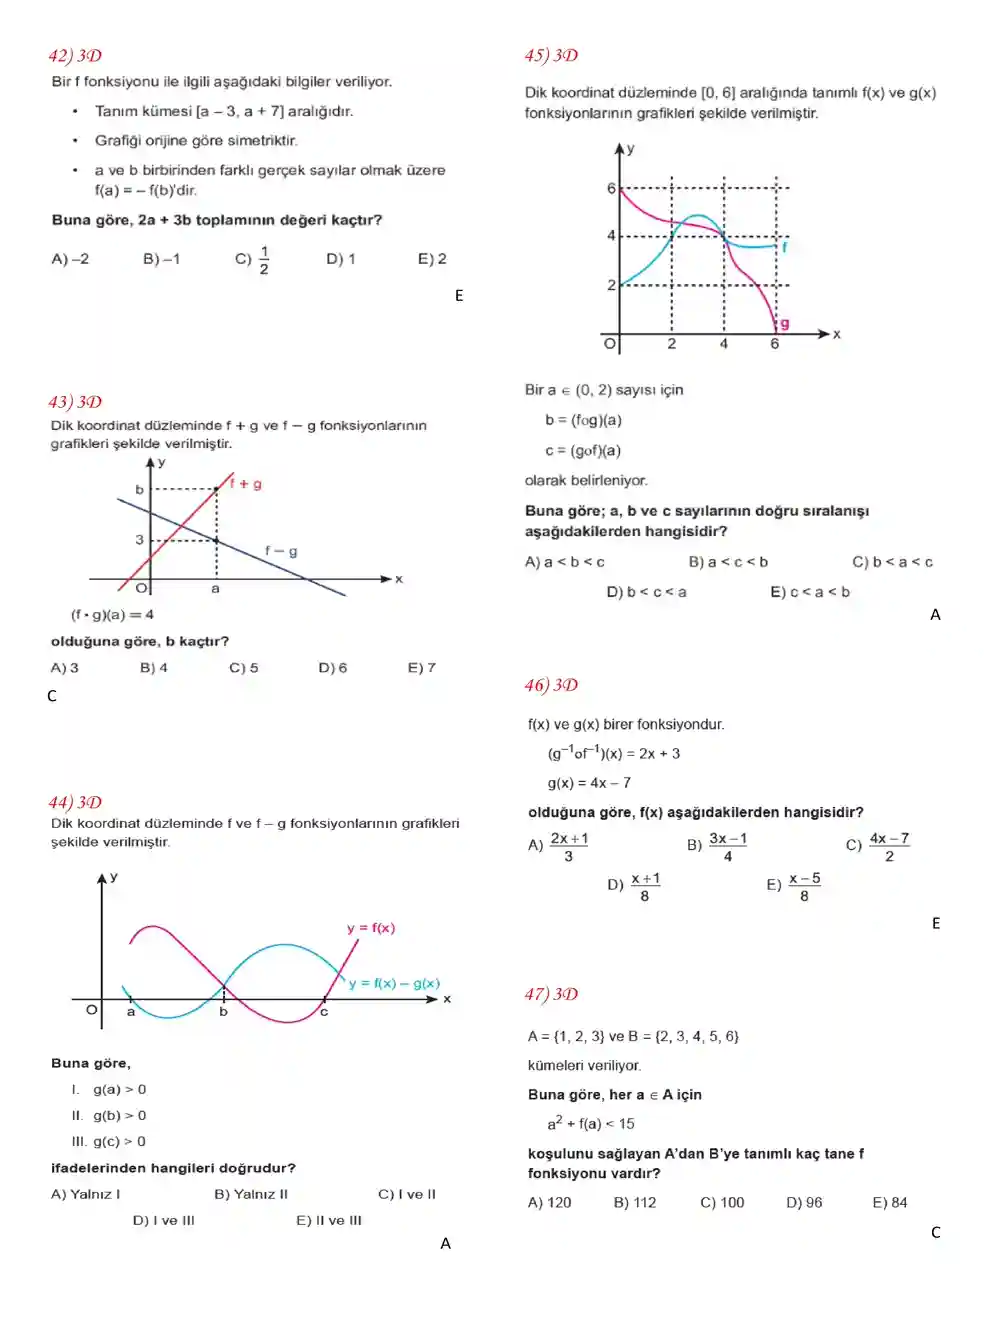 42) 3D
Bir f fonksiyonu ile ilgili aşağıdaki bilgiler veriliyor.
• Tanım kümesi [a – 3, a + 7] aralığıdır.
• Grafiği orijine göre simetriktir.
• a ve b birbirinden farklı gerçek sayılar olmak üzere
f(a) = – f(b)'dir.
Buna göre, 2a + 3b toplamının değeri kaçtır?
A) –2 B) –1 C) 1/2 D) 1 E) 2
E
43) 3D
Dik koordinat düzleminde f + g ve f – g fonksiyonlarının
grafikleri şekilde verilmiştir.
y
b
f + g
3
f – g
O
a
x
(f • g)(a) = 4
olduğuna göre, b kaçtır?
A) 3 B) 4 C) 5 D) 6 E) 7
C
44) 3D
Dik koordinat düzleminde f ve f – g fonksiyonlarının grafikleri
şekilde verilmiştir.
y
y = f(x)
y = f(x) – g(x)
x
O a b c
Buna göre,
I. g(a) > 0
II. g(b) > 0
III. g(c) > 0
ifadelerinden hangileri doğrudur?
A) Yalnız I B) Yalnız II C) I ve II
D) I ve III E) II ve III
A
45) 3D
Dik koordinat düzleminde [0, 6] aralığında tanımlı f(x) ve g(x)
fonksiyonlarının grafikleri şekilde verilmiştir.
y
6
4
f
2
g
x
O 2 4 6
Bir a ∈ (0, 2) sayısı için
b = (fog)(a)
c = (gof)(a)
olarak belirleniyor.
Buna göre; a, b ve c sayılarının doğru sıralanışı
aşağıdakilerden hangisidir?
A) a < b < c B) a < c < b C) b < a < c
D) b < c < a E) c < a < b
A
46) 3D
f(x) ve g(x) birer fonksiyondur.
(g⁻¹of⁻¹)(x) = 2x + 3
g(x) = 4x – 7
olduğuna göre, f(x) aşağıdakilerden hangisidir?
A) 2x+1/3 B) 3x–1/4 C) 4x–7/2
D) x+1/8 E) x–5/8
E
47) 3D
A = {1, 2, 3} ve B = {2, 3, 4, 5, 6}
kümeleri veriliyor.
Buna göre, her a ∈ A için
a² + f(a) < 15
koşulunu sağlayan A'dan B'ye tanımlı kaç tane f
fonksiyonu vardır?
A) 120 B) 112 C) 100 D) 96 E) 84
C